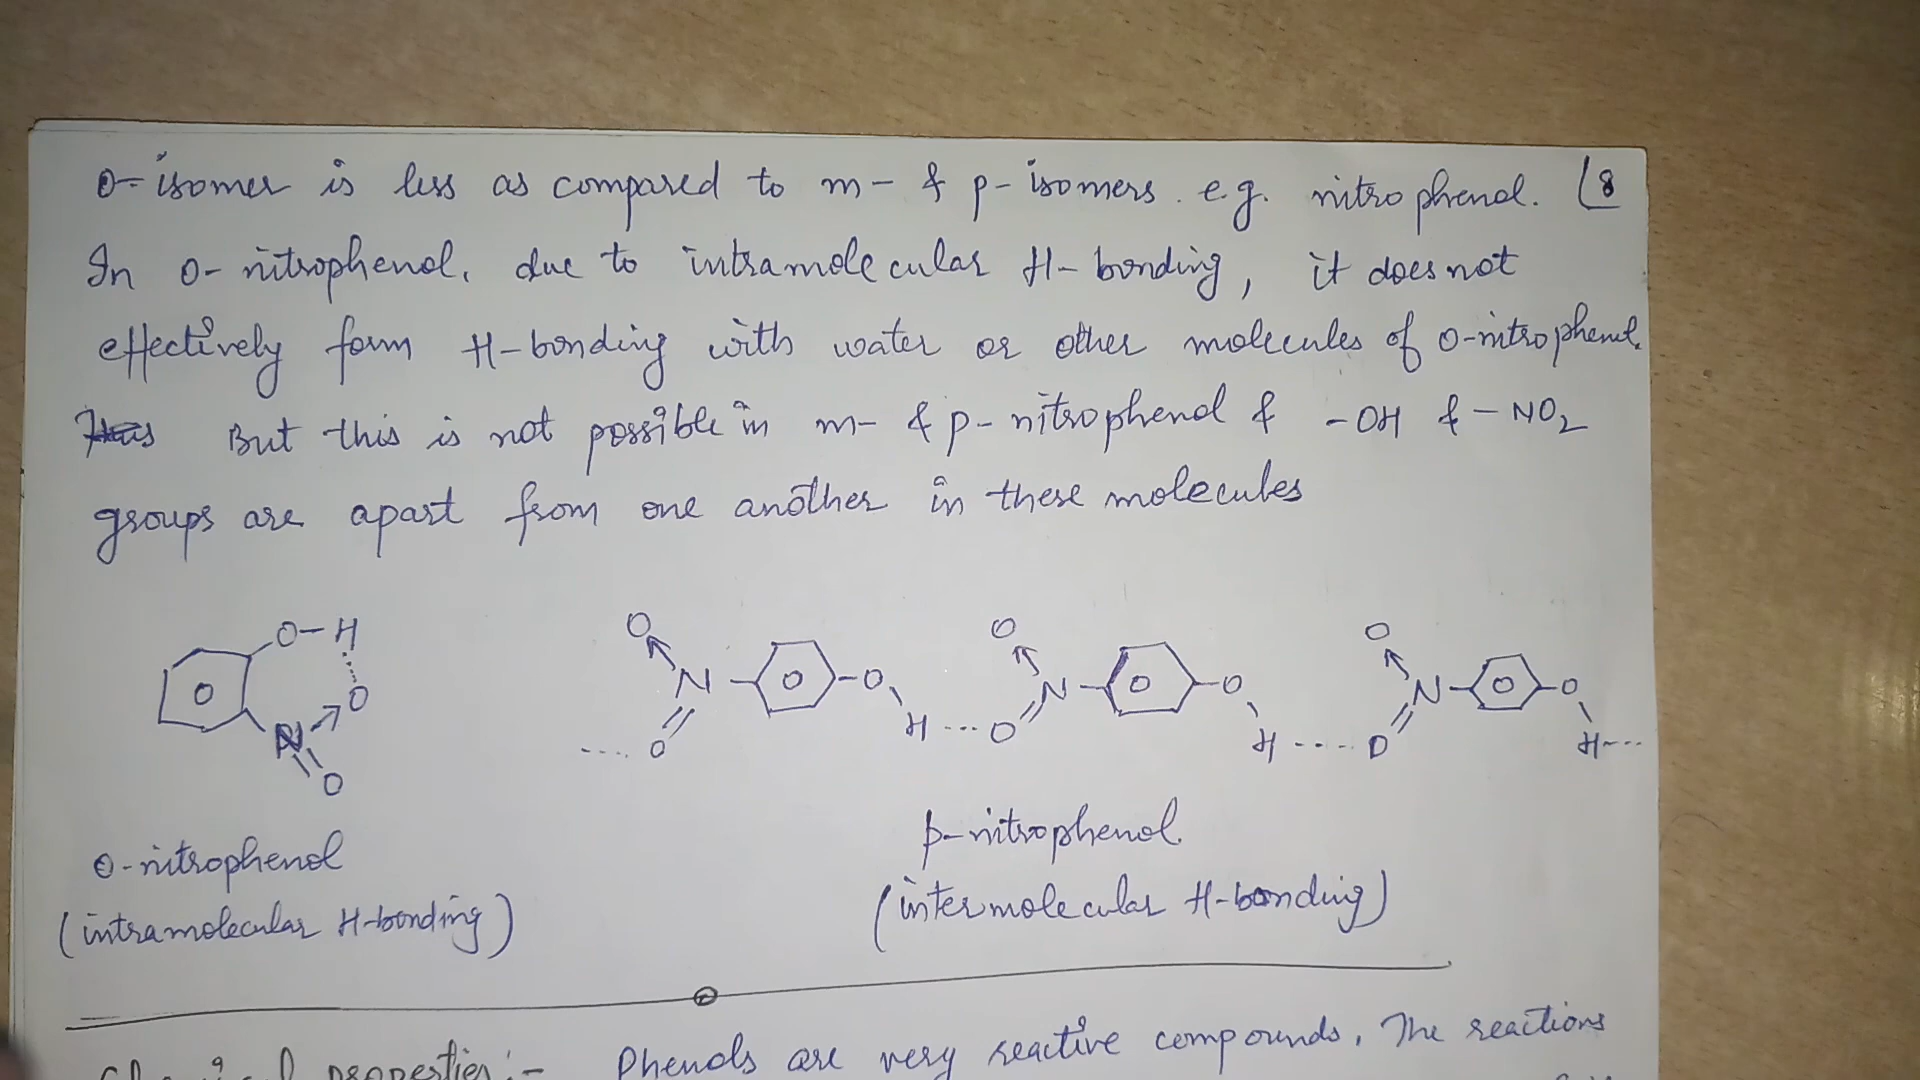 o-isomer is less as compared to m- & p-isomers. e.g. nitrophenol. (8
In o-nitrophenol, due to intramolecular H-bonding, it does not
effectively form H-bonding with water or other molecules of o-nitrophenol.
Thus But this is not possible in m- & p-nitrophenol & -OH & -NO₂
groups are apart from one another in these molecules
O-H
O
N
O
O
N
O
O
H
O
N
O
O
H
O
N
O
O
H
o-nitrophenol
(intramolecular H-bonding)
p-nitrophenol
(intermolecular H-bonding)
Chemical properties:- Phenols are very reactive compounds. The reactions